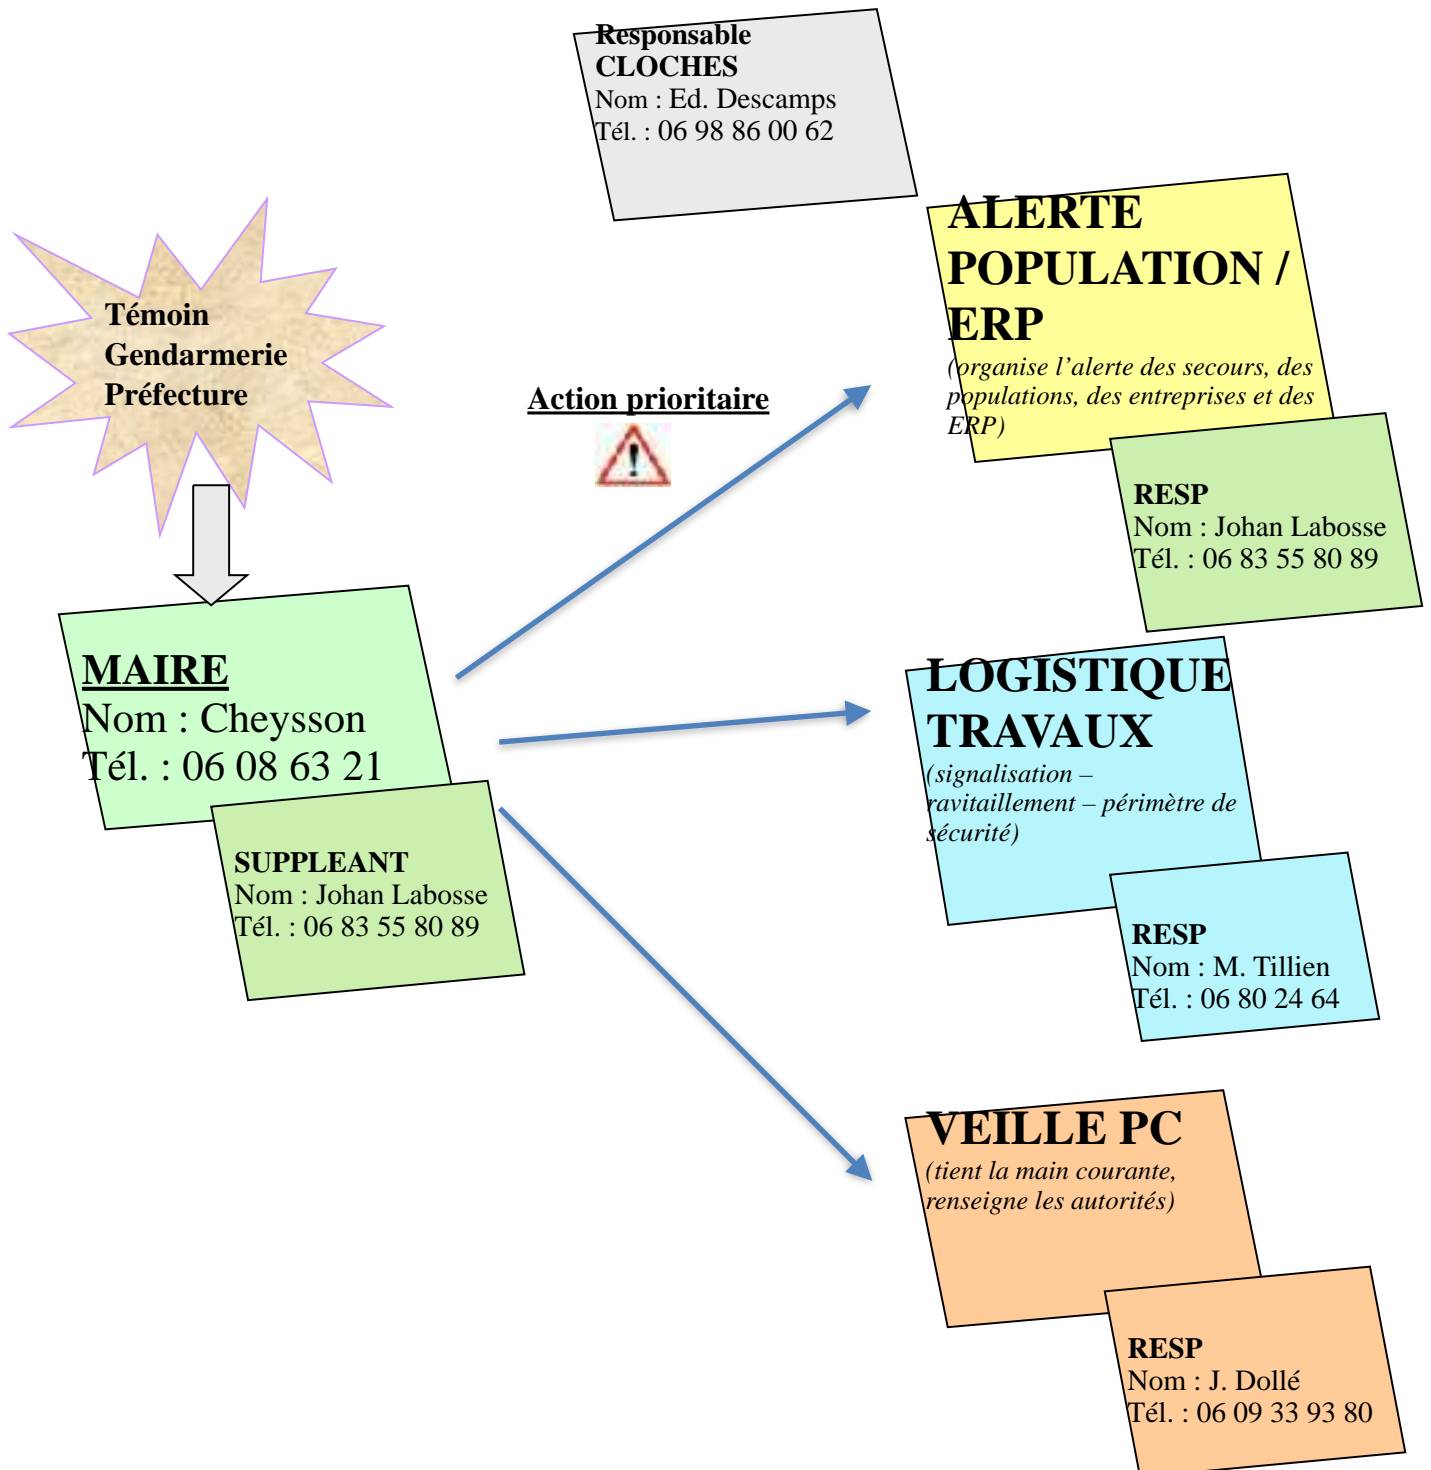 Responsable
CLOCHES
Nom : Ed. Descamps
Tél. : 06 98 86 00 62
ALERTE
POPULATION /
ERP
(organise l’alerte des secours, des
populations, des entreprises et des
ERP)
Témoin
Gendarmerie
Préfecture
Action prioritaire
RESP
Nom : Johan Labosse
Tél. : 06 83 55 80 89
MAIRE
Nom : Cheysson
Tél. : 06 08 63 21
SUPPLEANT
Nom : Johan Labosse
Tél. : 06 83 55 80 89
LOGISTIQUE
TRAVAUX
(signalisation –
ravitaillement – périmètre de
sécurité)
RESP
Nom : M. Tillien
Tél. : 06 80 24 64
VEILLE PC
(tient la main courante,
renseigne les autorités)
RESP
Nom : J. Dollé
Tél. : 06 09 33 93 80